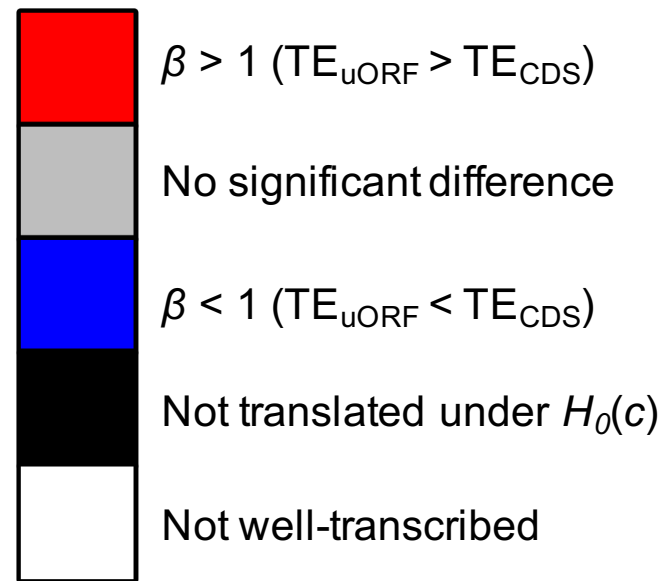 β > 1 (TEuORF > TECDS)
No significant difference
β < 1 (TEuORF < TECDS)
Not translated under H0(c)
Not well-transcribed